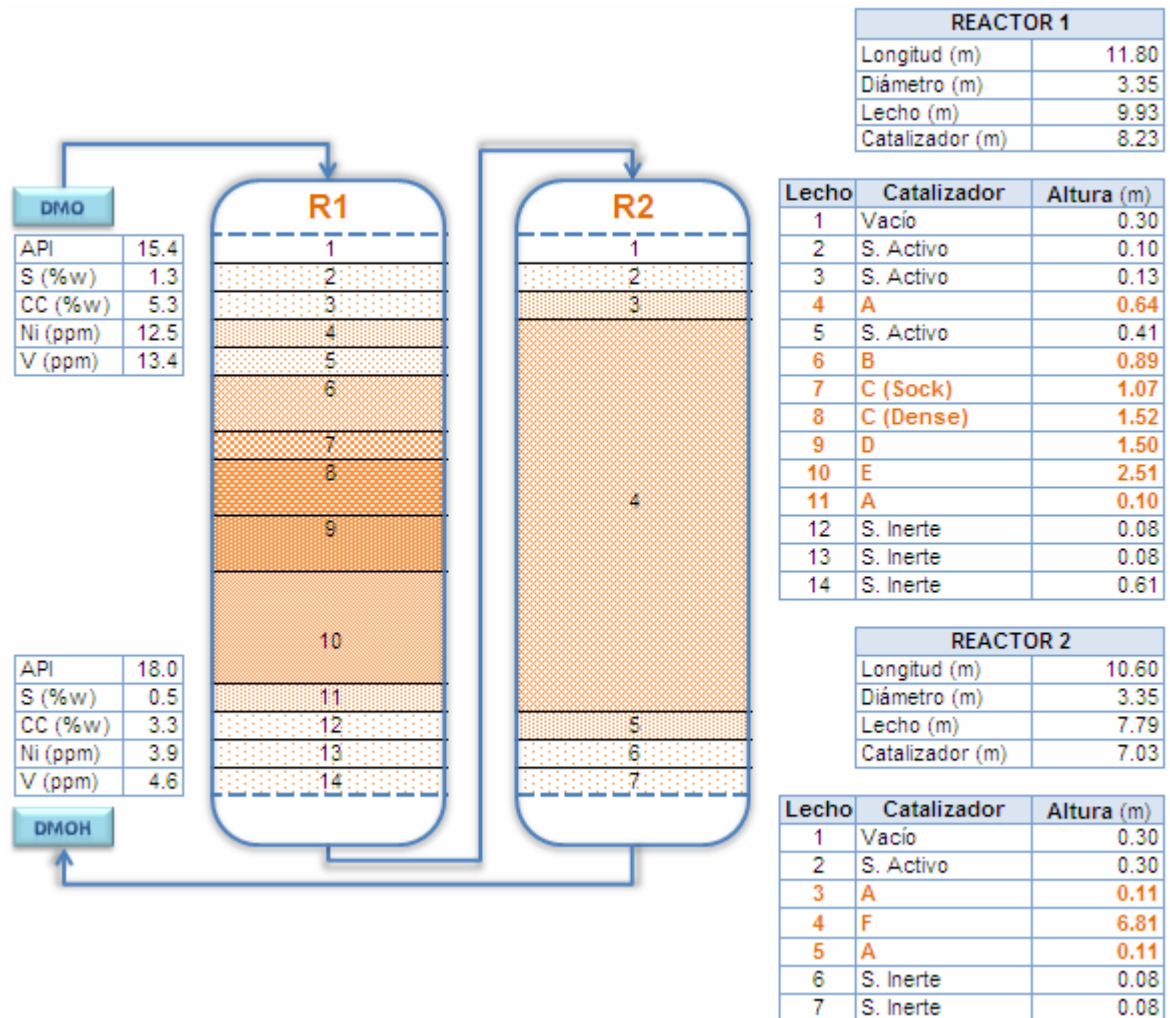 REACTOR 1
Longitud (m) 11.80
Diámetro (m) 3.35
Lecho (m) 9.93
Catalizador (m) 8.23
DMO
API 15.4
S (%w) 1.3
CC (%w) 5.3
Ni (ppm) 12.5
V (ppm) 13.4
R1
1
2
3
4
5
6
7
8
9
10
11
12
13
14
R2
1
2
3
4
5
6
7
Lecho Catalizador Altura (m)
1 Vacío 0.30
2 S. Activo 0.10
3 S. Activo 0.13
4 A 0.64
5 S. Activo 0.41
6 B 0.89
7 C (Sock) 1.07
8 C (Dense) 1.52
9 D 1.50
10 E 2.51
11 A 0.10
12 S. Inerte 0.08
13 S. Inerte 0.08
14 S. Inerte 0.61
API 18.0
S (%w) 0.5
CC (%w) 3.3
Ni (ppm) 3.9
V (ppm) 4.6
DMOH
REACTOR 2
Longitud (m) 10.60
Diámetro (m) 3.35
Lecho (m) 7.79
Catalizador (m) 7.03
Lecho Catalizador Altura (m)
1 Vacío 0.30
2 S. Activo 0.30
3 A 0.11
4 F 6.81
5 A 0.11
6 S. Inerte 0.08
7 S. Inerte 0.08